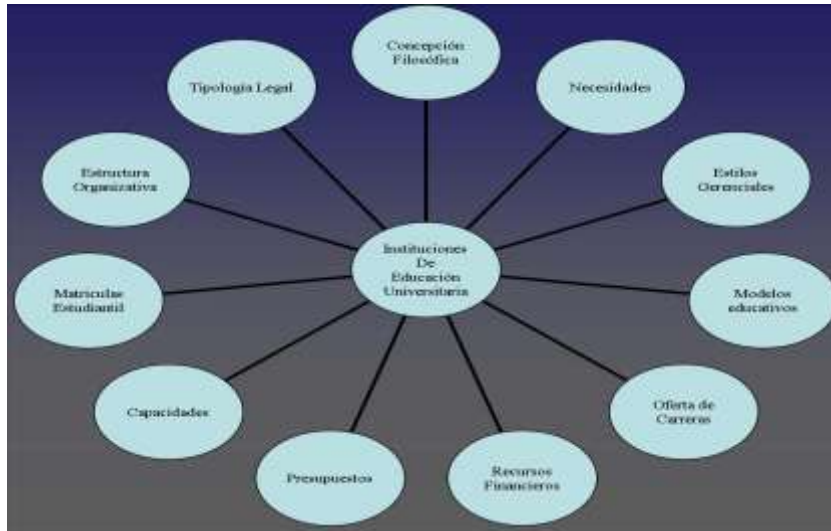 Concepción
Filosófica
Tipología Legal
Necesidades
Estructura
Organizativa
Estilos
Gerenciales
Instituciones
De
Educación
Universitaria
Matriculas
Estudiantil
Modelos
educativos
Capacidades
Oferta de
Carreras
Presupuestos
Recursos
Financieros